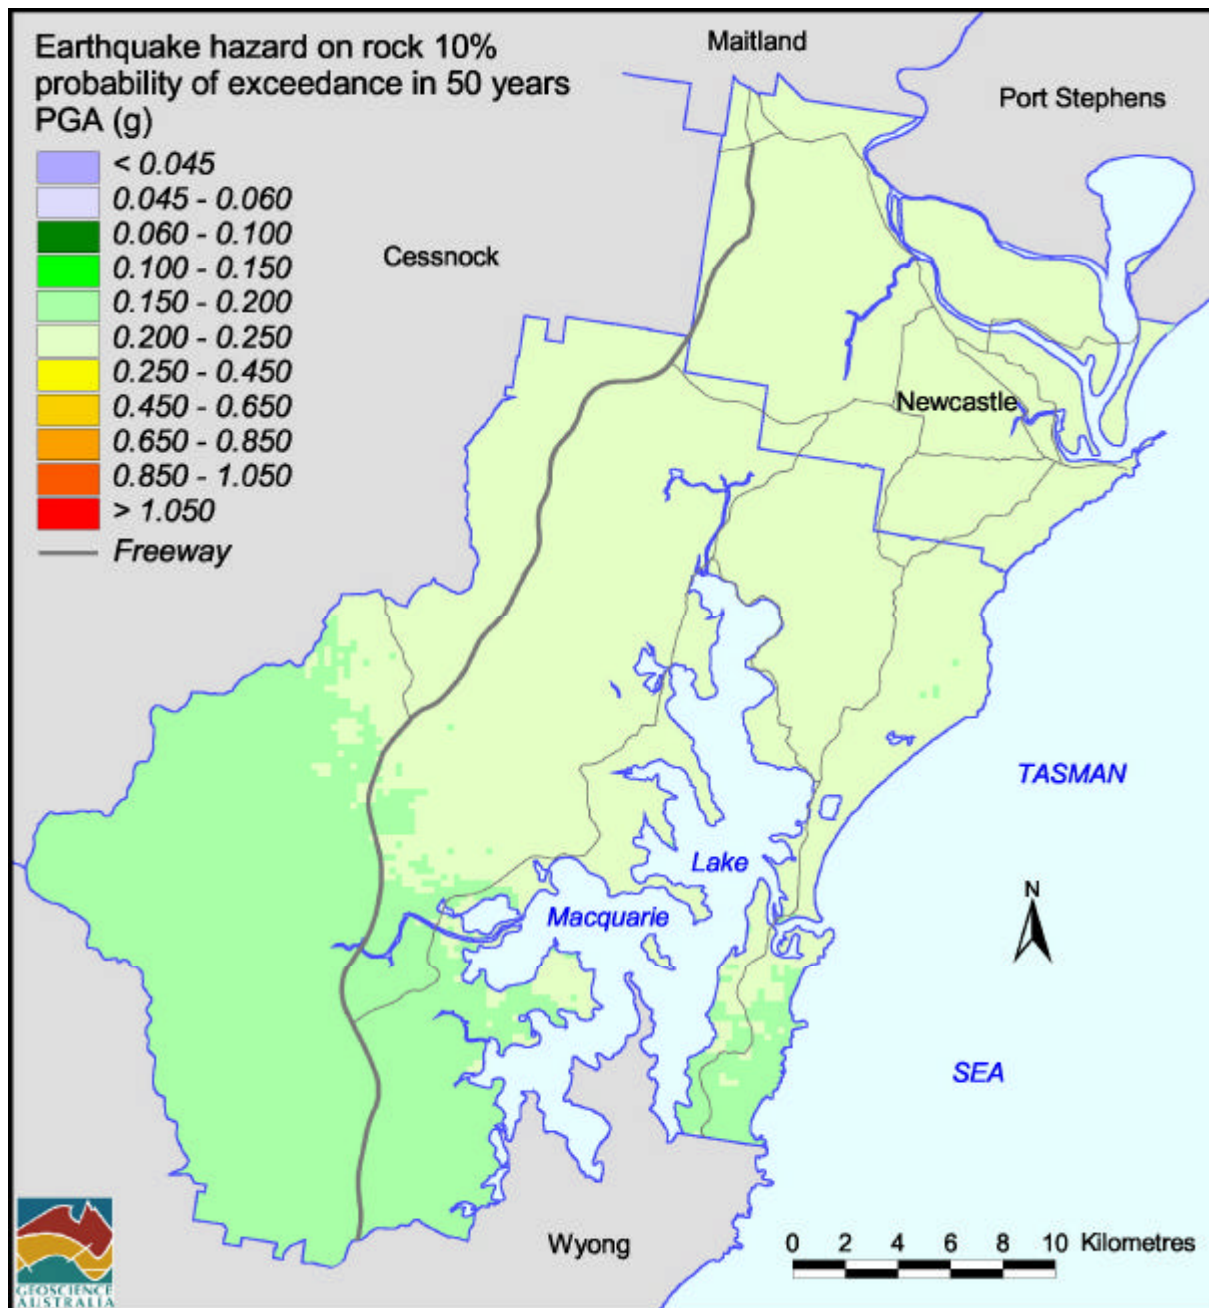 Earthquake hazard on rock 10%
probability of exceedance in 50 years
PGA (g)
< 0.045
0.045 - 0.060
0.060 - 0.100
0.100 - 0.150
0.150 - 0.200
0.200 - 0.250
0.250 - 0.450
0.450 - 0.650
0.650 - 0.850
0.850 - 1.050
> 1.050
Freeway
Maitland
Port Stephens
Cessnock
Newcastle
TASMAN
Lake
Macquarie
N
SEA
Wyong
0 2 4 6 8 10 Kilometres
GEOSCIENCE
AUSTRALIA